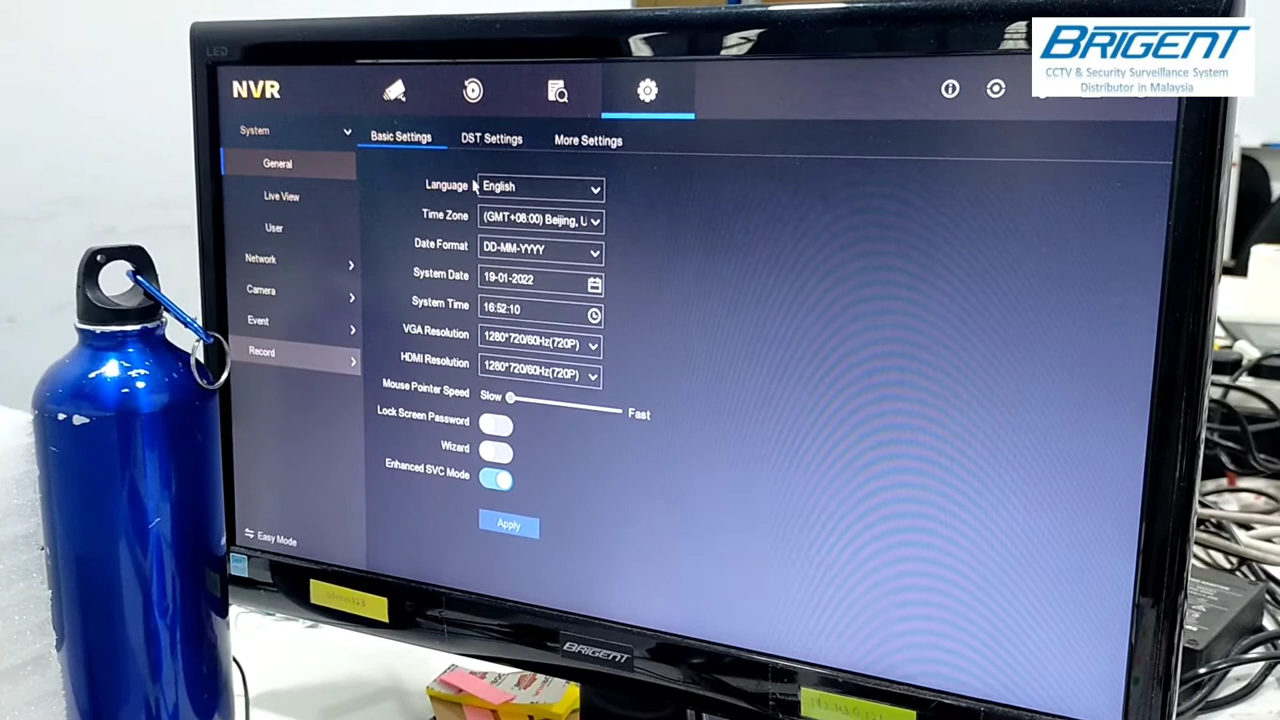 LED
BRIGENT
CCTV & Security Surveillance System
Distributor in Malaysia
NVR
System
General
Live View
User
Network
Camera
Event
Record
Easy Mode
Basic Settings
DST Settings
More Settings
Language English
Time Zone (GMT+08:00) Beijing, U
Date Format DD-MM-YYYY
System Date 19-01-2022
System Time 16:52:10
VGA Resolution 1280*720/60Hz(720P)
HDMI Resolution 1280*720/60Hz(720P)
Mouse Pointer Speed Slow Fast
Lock Screen Password
Wizard
Enhanced SVC Mode
Apply
BRIGENT